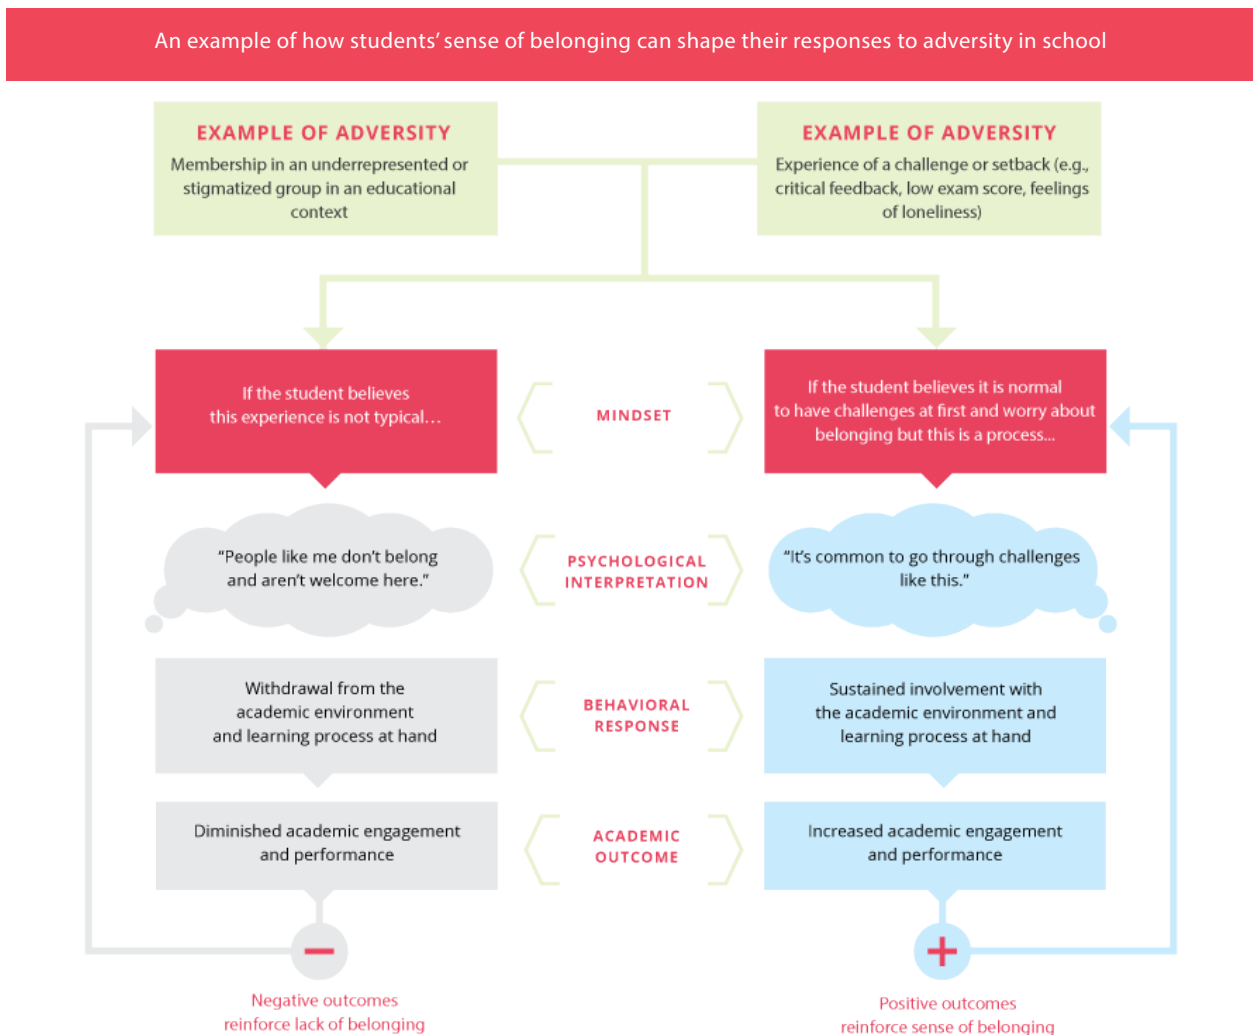 An example of how students’ sense of belonging can shape their responses to adversity in school
EXAMPLE OF ADVERSITY
Membership in an underrepresented or
stigmatized group in an educational
context
EXAMPLE OF ADVERSITY
Experience of a challenge or setback (e.g.,
critical feedback, low exam score, feelings
of loneliness)
If the student believes
this experience is not typical…
MINDSET
If the student believes it is normal
to have challenges at first and worry about
belonging but this is a process...
“People like me don’t belong
and aren’t welcome here.”
PSYCHOLOGICAL
INTERPRETATION
“It’s common to go through challenges
like this.”
Withdrawal from the
academic environment
and learning process at hand
BEHAVIORAL
RESPONSE
Sustained involvement with
the academic environment and
learning process at hand
Diminished academic engagement
and performance
ACADEMIC
OUTCOME
Increased academic engagement
and performance
−
+
Negative outcomes
reinforce lack of belonging
Positive outcomes
reinforce sense of belonging